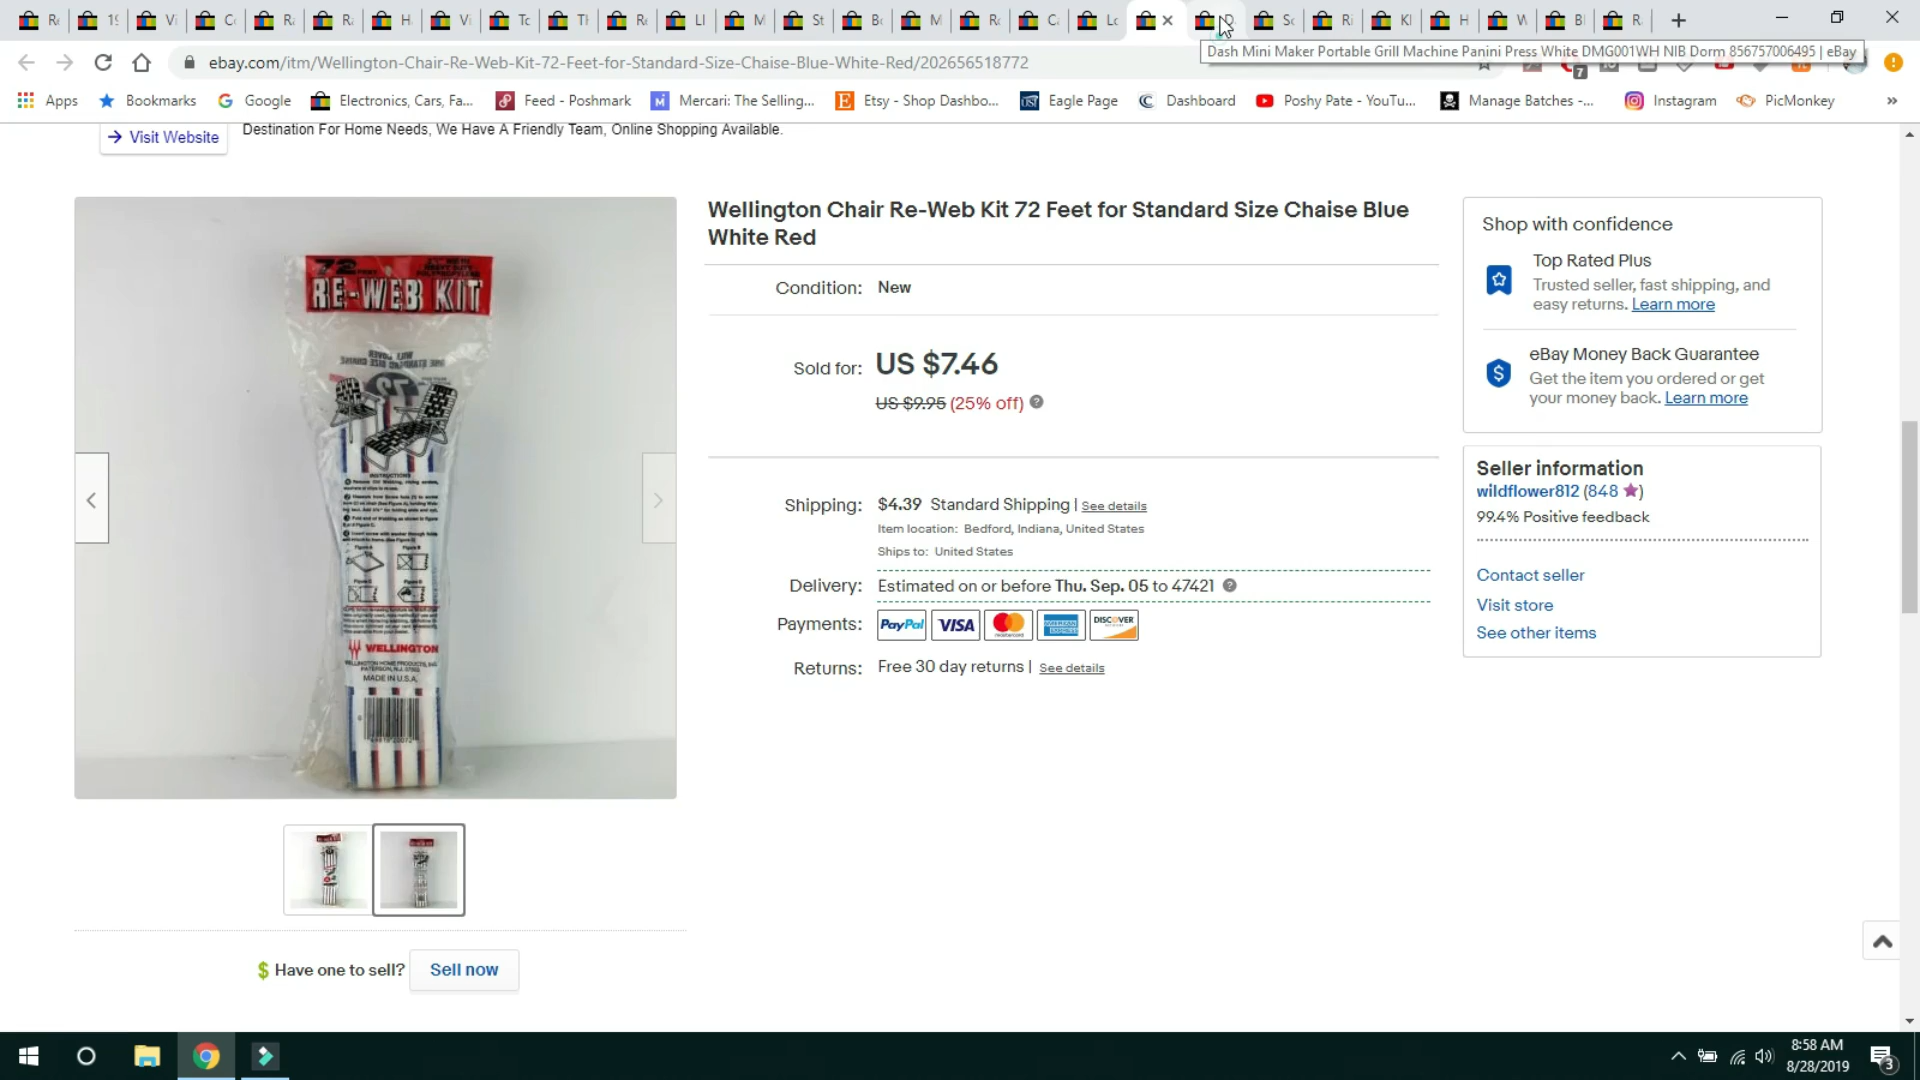 Dash Mini Maker Portable Grill Machine Panini Press White DMG001WH NIB Dorm 856757006495 | eBay
ebay.com/itm/Wellington-Chair-Re-Web-Kit-72-Feet-for-Standard-Size-Chaise-Blue-White-Red/202656518772
Apps Bookmarks Google Electronics, Cars, Fa... Feed - Poshmark Mercari: The Selling... Etsy - Shop Dashbo... Eagle Page Dashboard Poshy Pate - YouTu... Manage Batches -... Instagram PicMonkey »
Visit Website
Destination For Home Needs, We Have A Friendly Team, Online Shopping Available.
72
RE-WEB KIT
72
INSTRUCTIONS
WELLINGTON
MADE IN U.S.A.
Wellington Chair Re-Web Kit 72 Feet for Standard Size Chaise Blue
White Red
Condition: New
Sold for: US $7.46
US $9.95 (25% off)
Shipping: $4.39 Standard Shipping | See details
Item location: Bedford, Indiana, United States
Ships to: United States
Delivery: Estimated on or before Thu. Sep. 05 to 47421
Payments: PayPal VISA mastercard AMERICAN EXPRESS DISCOVER
Returns: Free 30 day returns | See details
Shop with confidence
Top Rated Plus
Trusted seller, fast shipping, and
easy returns. Learn more
eBay Money Back Guarantee
Get the item you ordered or get
your money back. Learn more
Seller information
wildflower812 (848)
99.4% Positive feedback
Contact seller
Visit store
See other items
$ Have one to sell? Sell now
8:58 AM
8/28/2019
3